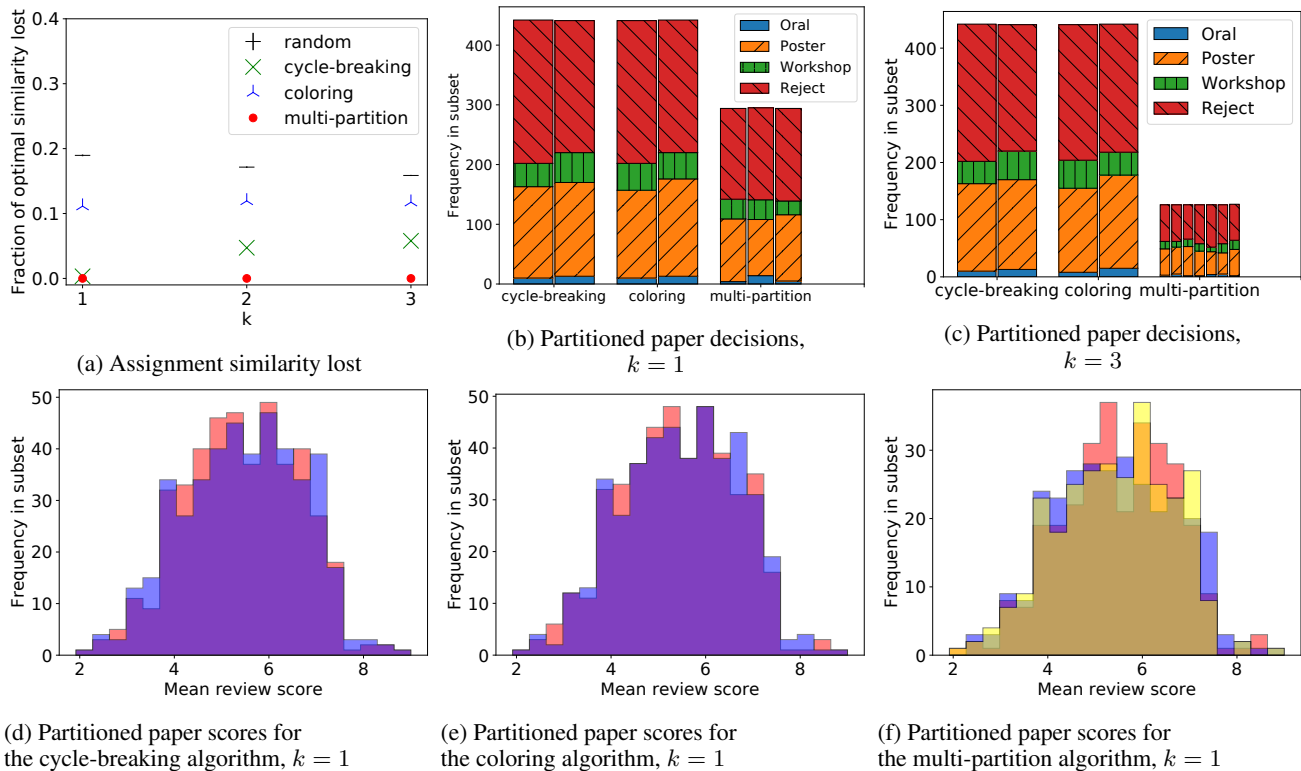 0.4
0.3
0.2
0.1
0.0
Fraction of optimal similarity lost
random
cycle-breaking
coloring
multi-partition
1
2
3
k
(a) Assignment similarity lost
400
300
200
100
0
Frequency in subset
Oral
Poster
Workshop
Reject
cycle-breaking
coloring
multi-partition
(b) Partitioned paper decisions,
k = 1
400
300
200
100
0
Frequency in subset
Oral
Poster
Workshop
Reject
cycle-breaking
coloring
multi-partition
(c) Partitioned paper decisions,
k = 3
50
40
30
20
10
0
Frequency in subset
2
4
6
8
Mean review score
(d) Partitioned paper scores for
the cycle-breaking algorithm, k = 1
50
40
30
20
10
0
Frequency in subset
2
4
6
8
Mean review score
(e) Partitioned paper scores for
the coloring algorithm, k = 1
30
20
10
0
Frequency in subset
2
4
6
8
Mean review score
(f) Partitioned paper scores for
the multi-partition algorithm, k = 1